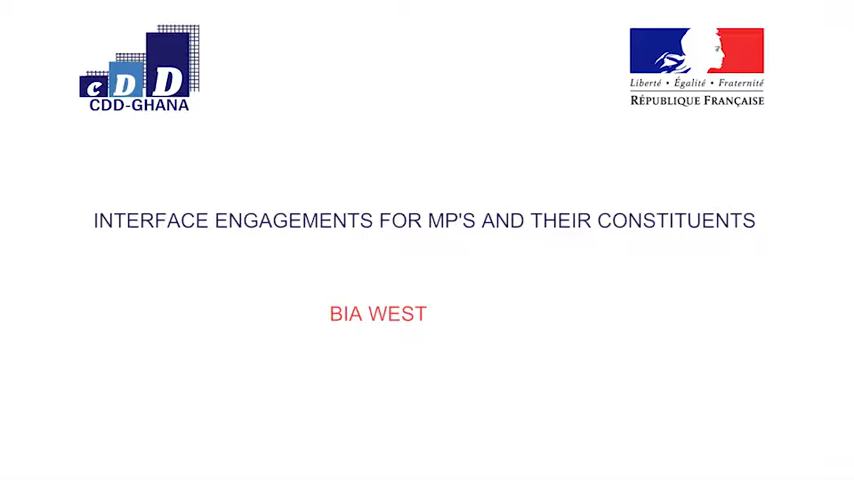 CDD
CDD-GHANA
Liberté • Égalité • Fraternité
RÉPUBLIQUE FRANÇAISE
INTERFACE ENGAGEMENTS FOR MP'S AND THEIR CONSTITUENTS
BIA WEST